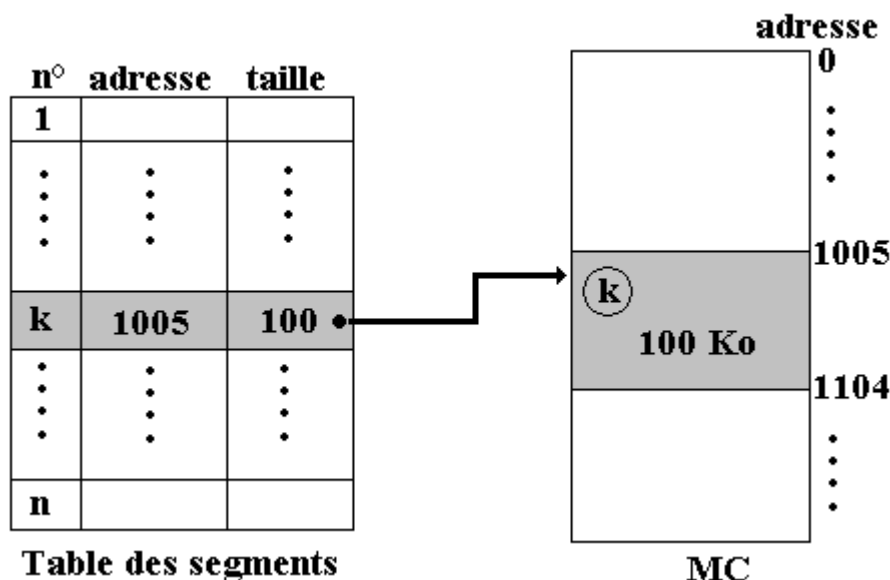 n° adresse taille
1
k 1005 100
n
Table des segments
adresse
0
1005
k
100 Ko
1104
MC